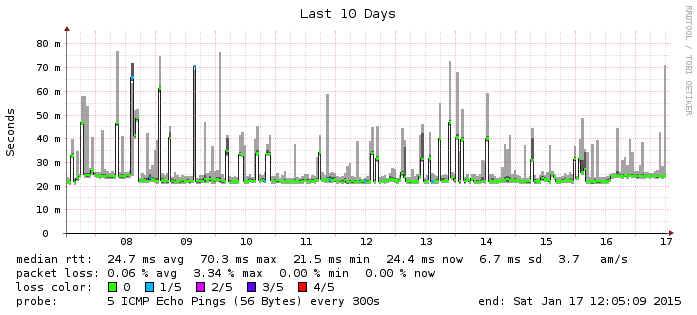 Last 10 Days
RRDTOOL / TOBI OETIKER
Seconds
80 m
70 m
60 m
50 m
40 m
30 m
20 m
10 m
0
08 09 10 11 12 13 14 15 16 17
median rtt: 24.7 ms avg 70.3 ms max 21.5 ms min 24.4 ms now 6.7 ms sd 3.7 am/s
packet loss: 0.06 % avg 3.34 % max 0.00 % min 0.00 % now
loss color: 0 1/5 2/5 3/5 4/5
probe: 5 ICMP Echo Pings (56 Bytes) every 300s end: Sat Jan 17 12:05:09 2015